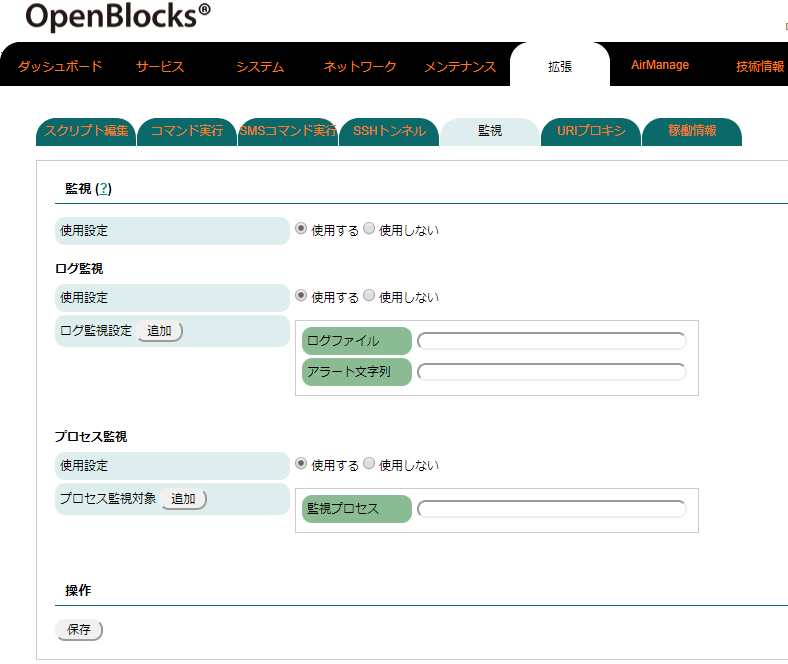 OpenBlocks®
ダッシュボード サービス システム ネットワーク メンテナンス 拡張 AirManage 技術情報
スクリプト編集 コマンド実行 SMSコマンド実行 SSHトンネル 監視 URIプロキシ 稼働情報
監視 (?)
使用設定 使用する 使用しない
ログ監視
使用設定 使用する 使用しない
ログ監視設定 追加 ログファイル
アラート文字列
プロセス監視
使用設定 使用する 使用しない
プロセス監視対象 追加 監視プロセス
操作
保存